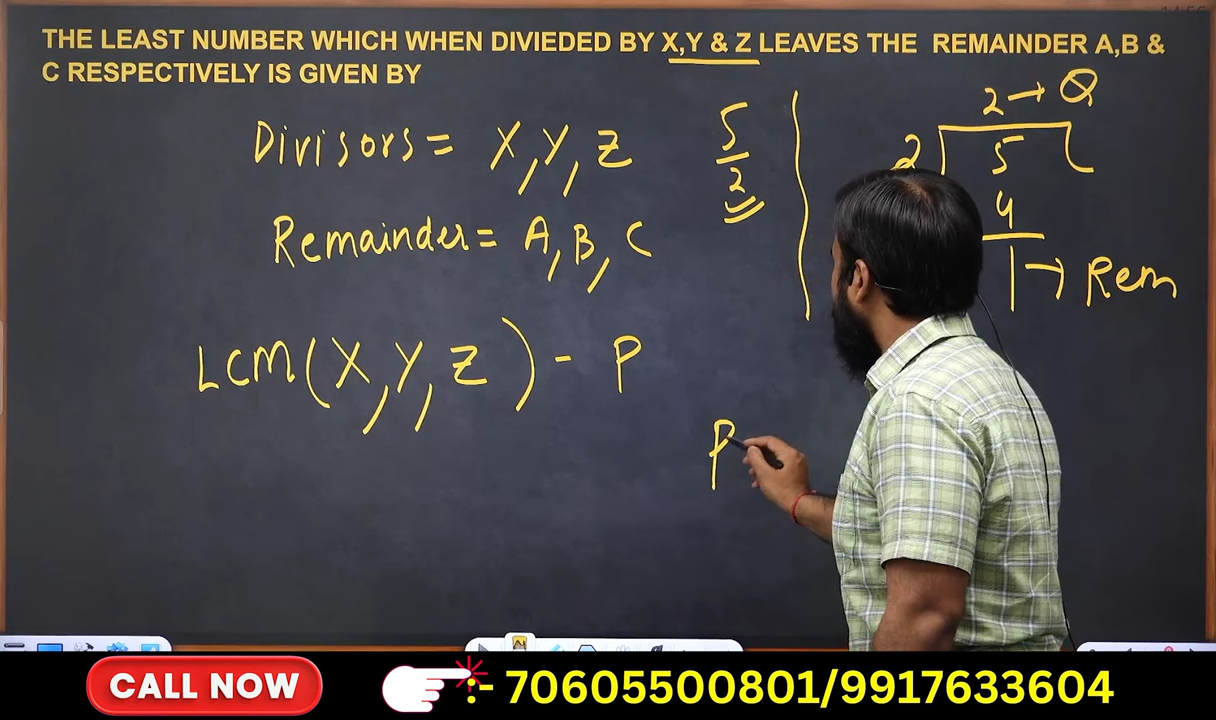 THE LEAST NUMBER WHICH WHEN DIVIEDED BY X,Y & Z LEAVES THE REMAINDER A,B &
C RESPECTIVELY IS GIVEN BY
Divisors = X, Y, Z
Remainder = A, B, C
LCM(X, Y, Z) - P
5
2
2 → Q
2
5
4
1 → Rem
P
CALL NOW
:- 70605500801/9917633604